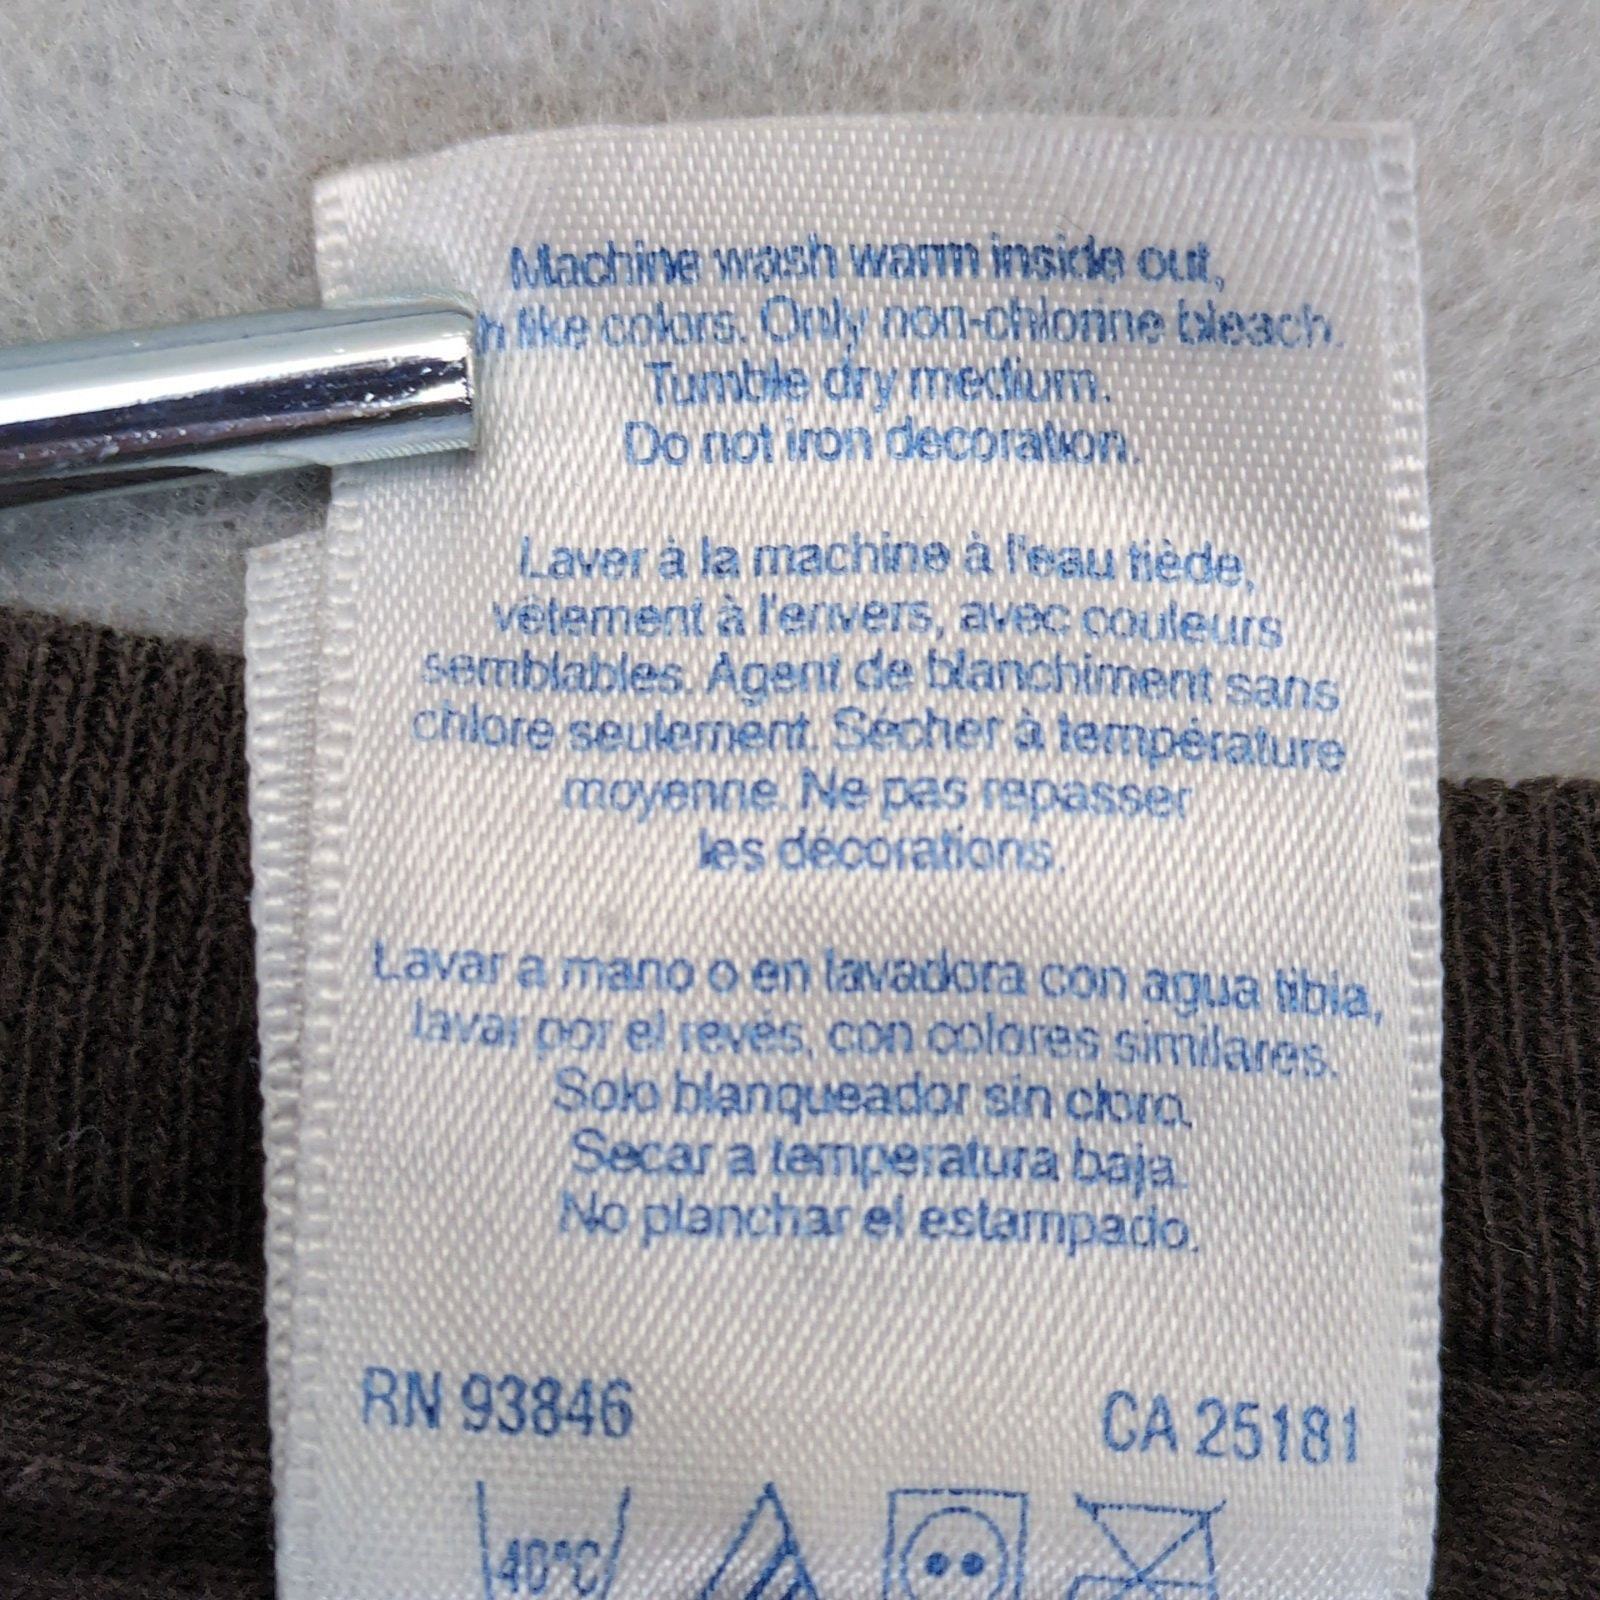 Machine wash warm inside out,
like colors. Only non-chlorine bleach.
Tumble dry medium.
Do not iron decoration.
Laver à la machine à l'eau tiède,
vêtement à l'envers, avec couleurs
semblables. Agent de blanchiment sans
chlore seulement. Secher à température
moyenne. Ne pas repasser
les décorations.
Lavar a mano o en lavadora con agua tibia,
lavar por el revés, con colores similares.
Solo blanqueador sin cloro.
Secar a temperatura baja.
No planchar el estampado.
RN 93846 CA 25181
40°C